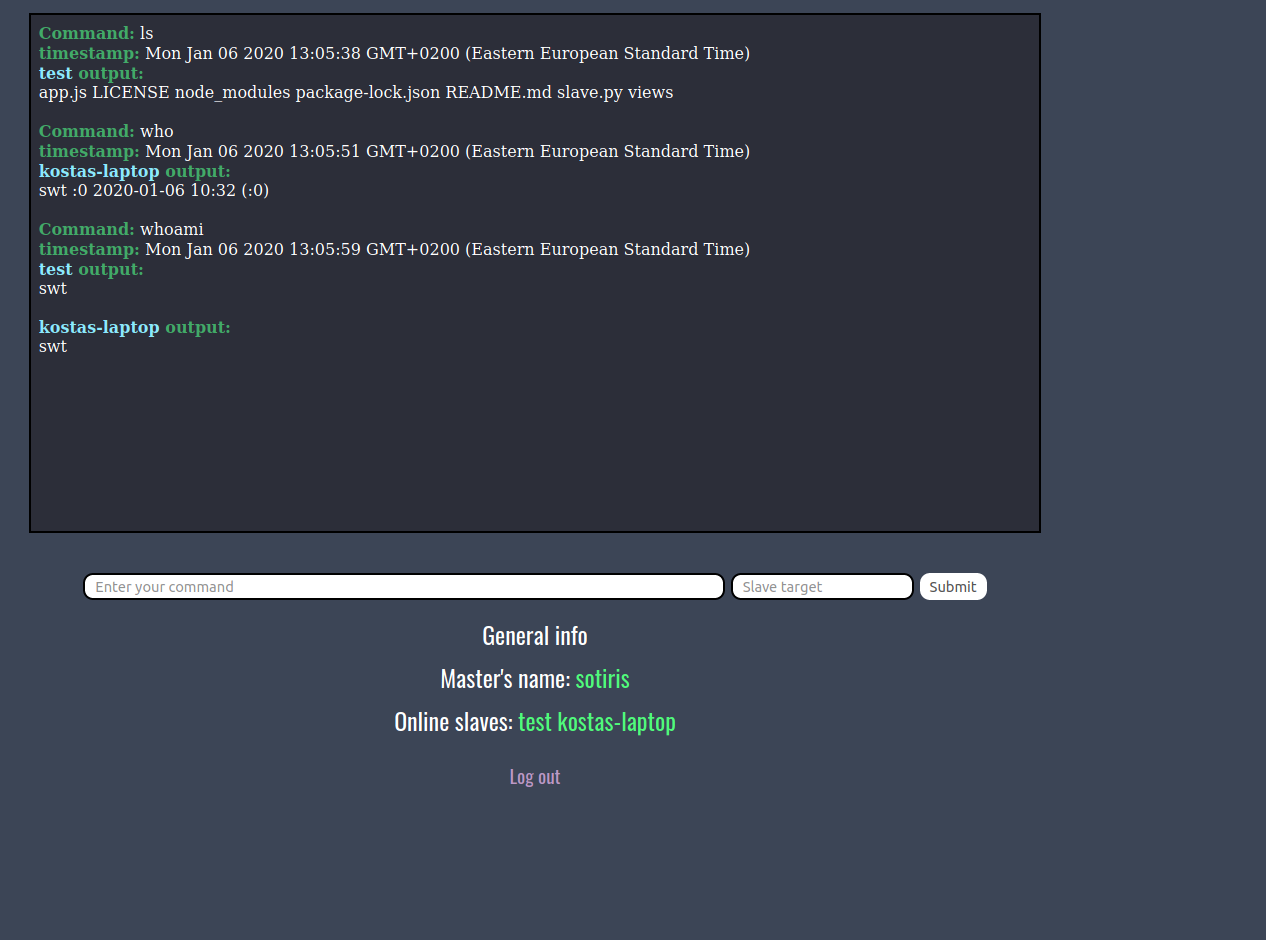 Command: ls
timestamp: Mon Jan 06 2020 13:05:38 GMT+0200 (Eastern European Standard Time)
test output:
app.js LICENSE node_modules package-lock.json README.md slave.py views
Command: who
timestamp: Mon Jan 06 2020 13:05:51 GMT+0200 (Eastern European Standard Time)
kostas-laptop output:
swt :0 2020-01-06 10:32 (:0)
Command: whoami
timestamp: Mon Jan 06 2020 13:05:59 GMT+0200 (Eastern European Standard Time)
test output:
swt
kostas-laptop output:
swt
Enter your command Slave target Submit
General info
Master's name: sotiris
Online slaves: test kostas-laptop
Log out